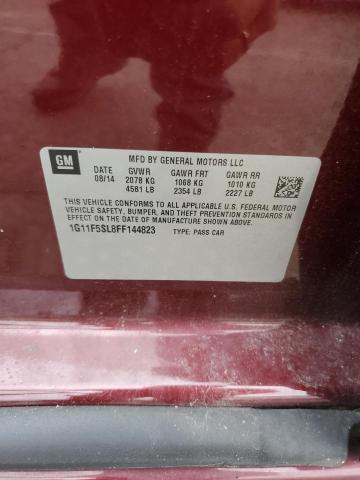 GM
MFD BY GENERAL MOTORS LLC
DATE GVWR GAWR FRT GAWR RR
08/14 2078 KG 1068 KG 1010 KG
4581 LB 2354 LB 2227 LB
THIS VEHICLE CONFORMS TO ALL APPLICABLE U.S. FEDERAL MOTOR
VEHICLE SAFETY, BUMPER, AND THEFT PREVENTION STANDARDS IN
EFFECT ON THE DATE OF MANUFACTURE SHOWN ABOVE.
1G11F5SL8FF144823 TYPE: PASS CAR